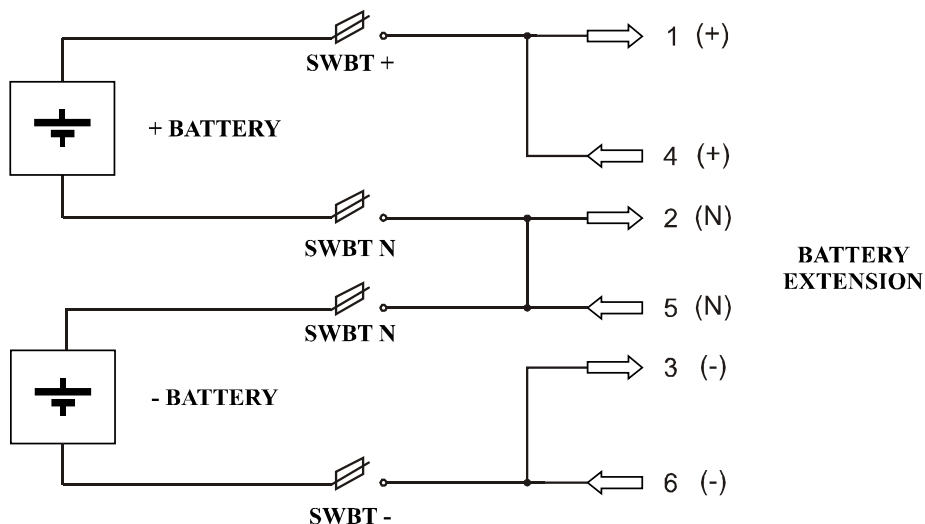 1 (+)
SWBT +
+ BATTERY
4 (+)
2 (N)
SWBT N
BATTERY
EXTENSION
5 (N)
SWBT N
3 (-)
- BATTERY
6 (-)
SWBT -